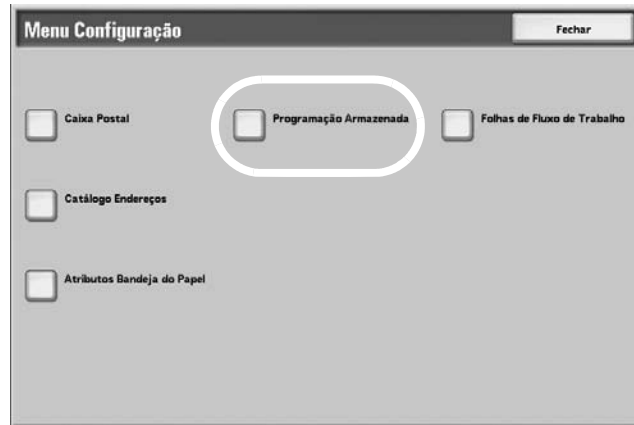 Menu Configuração
Fechar
Caixa Postal
Programação Armazenada
Folhas de Fluxo de Trabalho
Catálogo Endereços
Atributos Bandeja do Papel